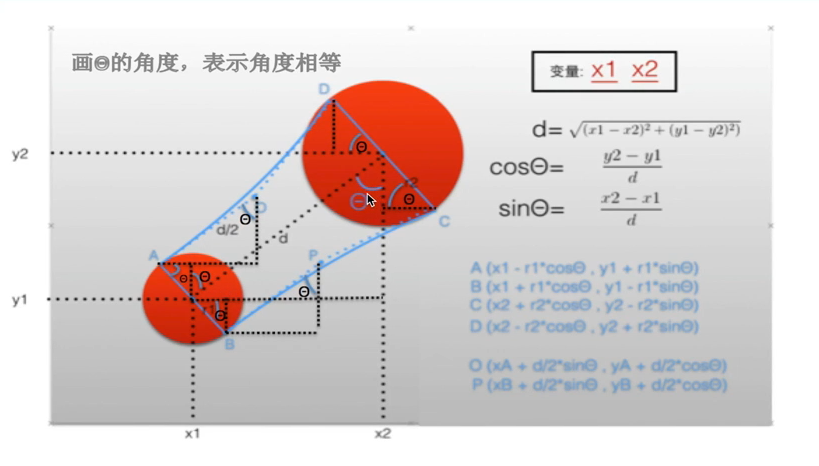 画Θ的角度，表示角度相等
变量: x1 x2
D
y2
Θ
d= √(x1 − x2)² + (y1 − y2)²)
cosΘ= y2 − y1 / d
r2
Θ
Θ
sinΘ= x2 − x1 / d
O
Θ
C
d/2
d
A
P
Θ
Θ
Θ
A (x1 - r1*cosΘ , y1 + r1*sinΘ)
B (x1 + r1*cosΘ , y1 - r1*sinΘ)
y1
C (x2 + r2*cosΘ , y2 - r2*sinΘ)
Θ
D (x2 - r2*cosΘ , y2 + r2*sinΘ)
B
O (xA + d/2*sinΘ , yA + d/2*cosΘ)
P (xB + d/2*sinΘ , yB + d/2*cosΘ)
x1
x2